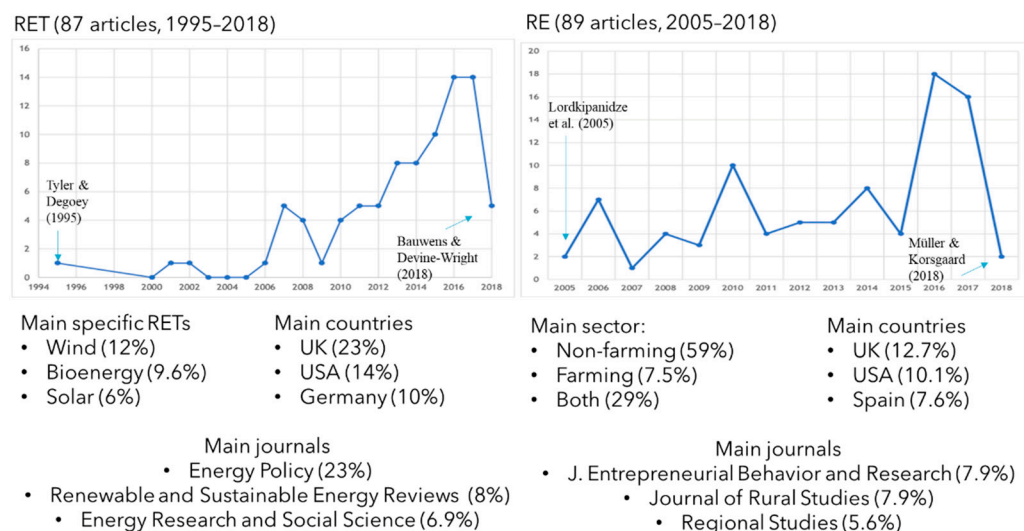 RET (87 articles, 1995–2018)
14
12
10
8
6
4
2
0
Tyler &
Degoey
(1995)
Bauwens &
Devine-Wright
(2018)
1994 1996 1998 2000 2002 2004 2006 2008 2010 2012 2014 2016 2018
Main specific RETs
• Wind (12%)
• Bioenergy (9.6%)
• Solar (6%)
Main countries
• UK (23%)
• USA (14%)
• Germany (10%)
Main journals
• Energy Policy (23%)
• Renewable and Sustainable Energy Reviews (8%)
• Energy Research and Social Science (6.9%)
RE (89 articles, 2005–2018)
20
18
16
14
12
10
8
6
4
2
0
Lordkipanidze
et al. (2005)
Müller &
Korsgaard
(2018)
2005 2006 2007 2008 2009 2010 2011 2012 2013 2014 2015 2016 2017 2018
Main sector:
• Non-farming (59%)
• Farming (7.5%)
• Both (29%)
Main countries
• UK (12.7%)
• USA (10.1%)
• Spain (7.6%)
Main journals
• J. Entrepreneurial Behavior and Research (7.9%)
• Journal of Rural Studies (7.9%)
• Regional Studies (5.6%)